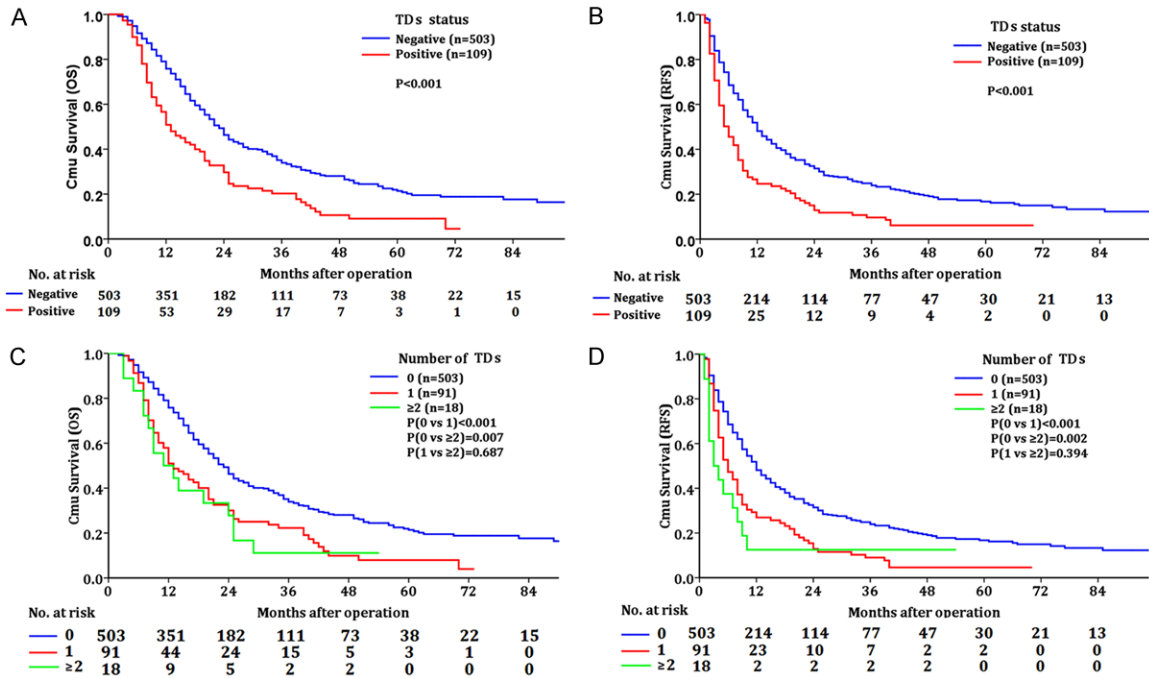 A
TDs status
Negative (n=503)
Positive (n=109)
P<0.001
Cmu Survival (OS)
1.0
0.8
0.6
0.4
0.2
0.0
0 12 24 36 48 60 72 84
Months after operation
No. at risk
Negative 503 351 182 111 73 38 22 15
Positive 109 53 29 17 7 3 1 0
B
TDs status
Negative (n=503)
Positive (n=109)
P<0.001
Cmu Survival (RFS)
1.0
0.8
0.6
0.4
0.2
0.0
0 12 24 36 48 60 72 84
Months after operation
No. at risk
Negative 503 214 114 77 47 30 21 13
Positive 109 25 12 9 4 2 0 0
C
Number of TDs
0 (n=503)
1 (n=91)
≥2 (n=18)
P(0 vs 1)<0.001
P(0 vs ≥2)=0.007
P(1 vs ≥2)=0.687
Cmu Survival (OS)
1.0
0.8
0.6
0.4
0.2
0.0
0 12 24 36 48 60 72 84
Months after operation
No. at risk
0 503 351 182 111 73 38 22 15
1 91 44 24 15 5 3 1 0
≥2 18 9 5 2 2 0 0 0
D
Number of TDs
0 (n=503)
1 (n=91)
≥2 (n=18)
P(0 vs 1)<0.001
P(0 vs ≥2)=0.002
P(1 vs ≥2)=0.394
Cmu Survival (RFS)
1.0
0.8
0.6
0.4
0.2
0.0
0 12 24 36 48 60 72 84
Months after operation
No. at risk
0 503 214 114 77 47 30 21 13
1 91 23 10 7 2 2 0 0
≥2 18 2 2 2 2 0 0 0